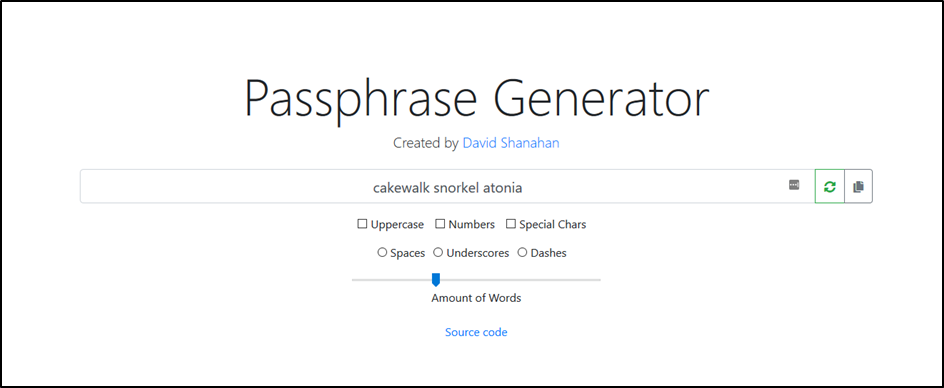 Passphrase Generator
Created by David Shanahan
cakewalk snorkel atonia
Uppercase Numbers Special Chars
Spaces Underscores Dashes
Amount of Words
Source code